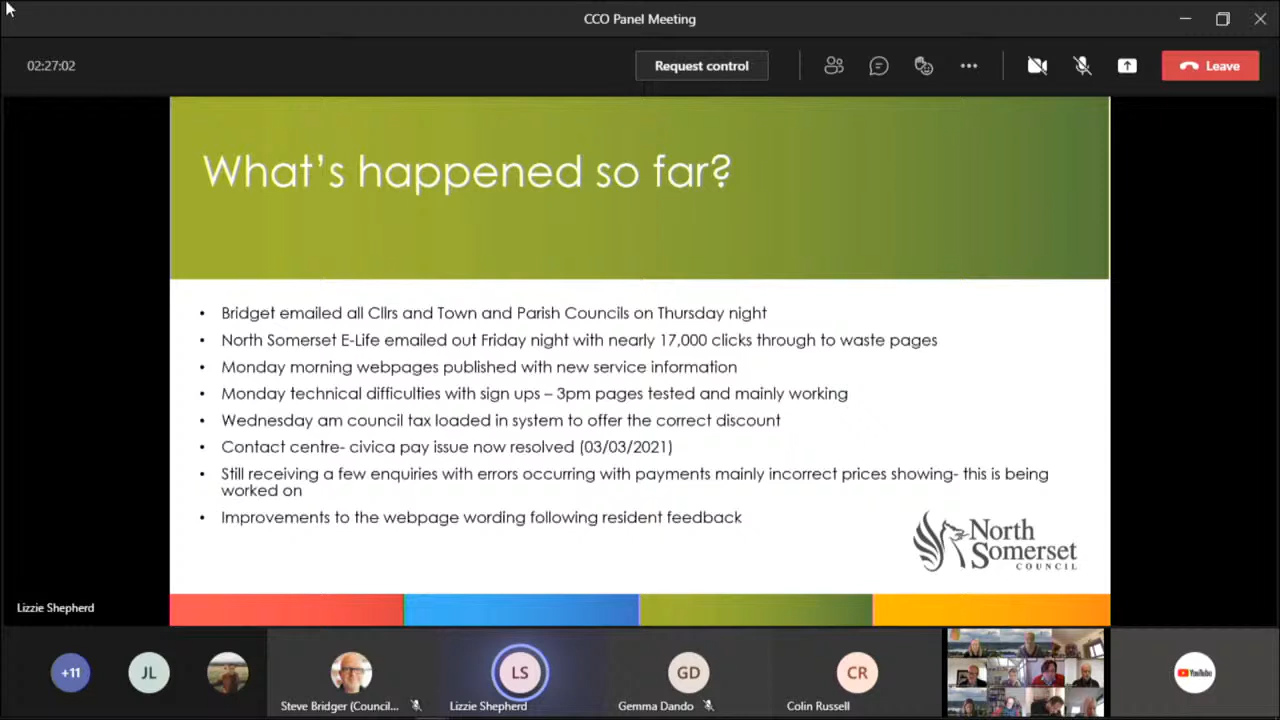 CCO Panel Meeting
02:27:02
Request control
Leave
What's happened so far?
• Bridget emailed all Cllrs and Town and Parish Councils on Thursday night
• North Somerset E-Life emailed out Friday night with nearly 17,000 clicks through to waste pages
• Monday morning webpages published with new service information
• Monday technical difficulties with sign ups – 3pm pages tested and mainly working
• Wednesday am council tax loaded in system to offer the correct discount
• Contact centre- civica pay issue now resolved (03/03/2021)
• Still receiving a few enquiries with errors occurring with payments mainly incorrect prices showing- this is being
worked on
• Improvements to the webpage wording following resident feedback
North
Somerset
COUNCIL
Lizzie Shepherd
+11
JL
LS
GD
CR
YouTube
Steve Bridger (Council...
Lizzie Shepherd
Gemma Dando
Colin Russell